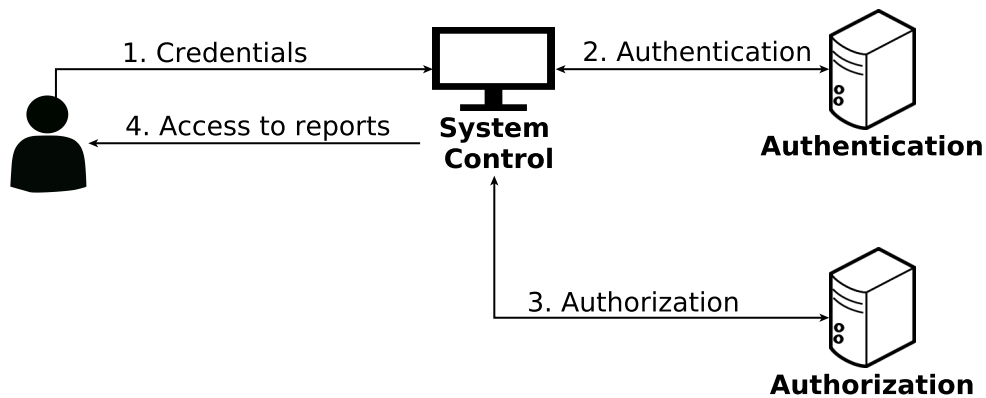 1. Credentials
2. Authentication
4. Access to reports
System
Control
Authentication
3. Authorization
Authorization